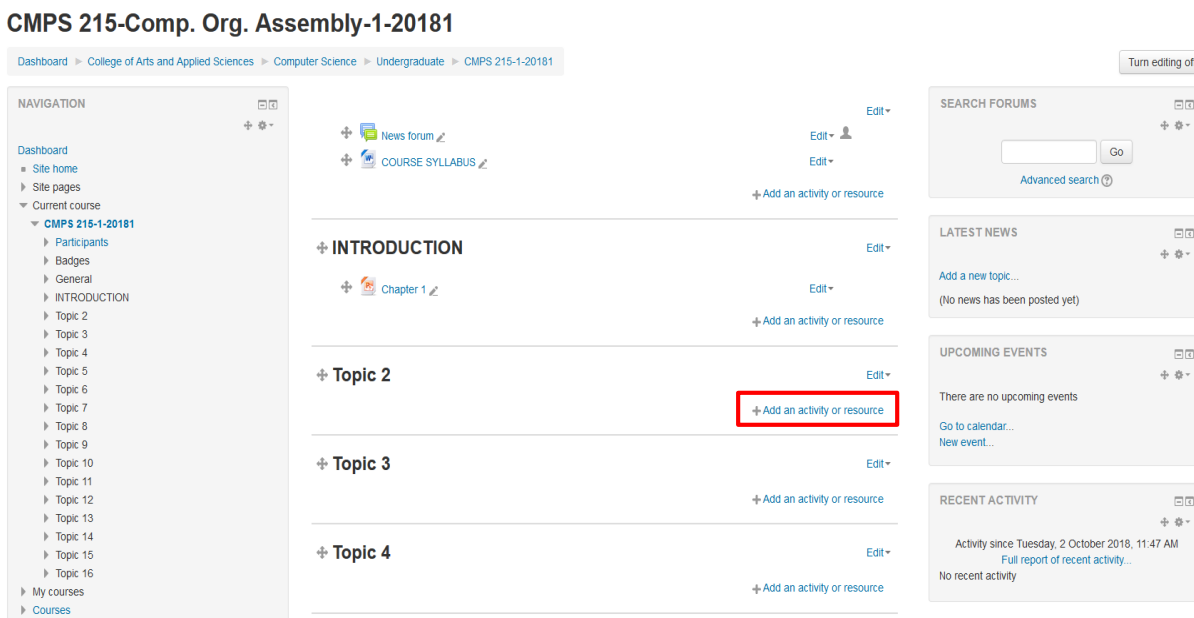 CMPS 215-Comp. Org. Assembly-1-20181
Dashboard College of Arts and Applied Sciences Computer Science Undergraduate CMPS 215-1-20181
Turn editing of
NAVIGATION
Dashboard
Site home
Site pages
Current course
CMPS 215-1-20181
Participants
Badges
General
INTRODUCTION
Topic 2
Topic 3
Topic 4
Topic 5
Topic 6
Topic 7
Topic 8
Topic 9
Topic 10
Topic 11
Topic 12
Topic 13
Topic 14
Topic 15
Topic 16
My courses
Courses
Edit
News forum Edit
COURSE SYLLABUS Edit
Add an activity or resource
INTRODUCTION Edit
Chapter 1 Edit
Add an activity or resource
Topic 2 Edit
Add an activity or resource
Topic 3 Edit
Add an activity or resource
Topic 4 Edit
Add an activity or resource
SEARCH FORUMS
Go
Advanced search
LATEST NEWS
Add a new topic...
(No news has been posted yet)
UPCOMING EVENTS
There are no upcoming events
Go to calendar...
New event...
RECENT ACTIVITY
Activity since Tuesday, 2 October 2018, 11:47 AM
Full report of recent activity...
No recent activity